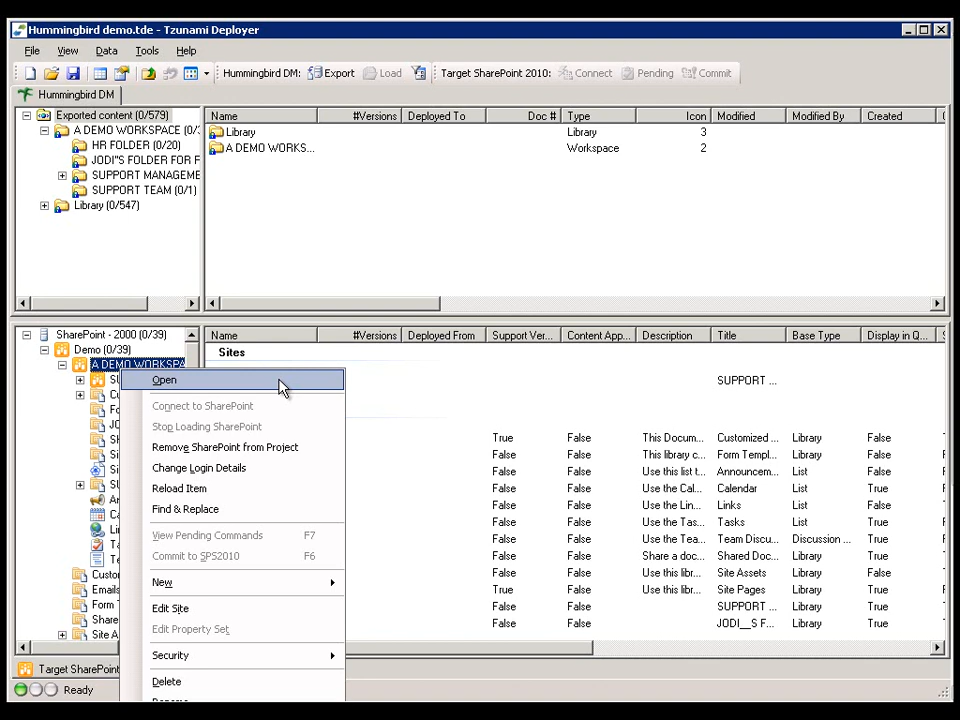 Hummingbird demo.tde - Tzunami Deployer
File View Data Tools Help
Hummingbird DM: Export Load Target SharePoint 2010: Connect Pending Commit
Hummingbird DM
Exported content (0/579)
A DEMO WORKSPACE (0/
HR FOLDER (0/20)
JODI"S FOLDER FOR F
SUPPORT MANAGEME
SUPPORT TEAM (0/1)
Library (0/547)
Name #Versions Deployed To Doc # Type Icon Modified Modified By Created
Library Library 3
A DEMO WORKS... Workspace 2
SharePoint - 2000 (0/39)
Demo (0/39)
A DEMO WORKSPA
Name #Versions Deployed From Support Ver... Content App... Description Title Base Type Display in Q...
Sites
SUPPORT ...
True False This Docum... Customized ... Library False
False False This library c... Form Templ... Library False
False False Use this list t... Announcem... List False
False False Use the Cal... Calendar List True
False False Use the Lin... Links List False
False False Use the Tas... Tasks List True
False False Use the Tea... Team Discu... Discussion ... True
False False Share a doc... Shared Doc... Library True
False False Use this libr... Site Assets Library False
True False Use this libr... Site Pages Library False
False False SUPPORT ... Library True
False False JODI__S F... Library True
Open
Connect to SharePoint
Stop Loading SharePoint
Remove SharePoint from Project
Change Login Details
Reload Item
Find & Replace
View Pending Commands F7
Commit to SPS2010 F6
New
Edit Site
Edit Property Set
Security
Delete
Custo
Emails
Form T
Share
Site A
Target SharePoint
Ready